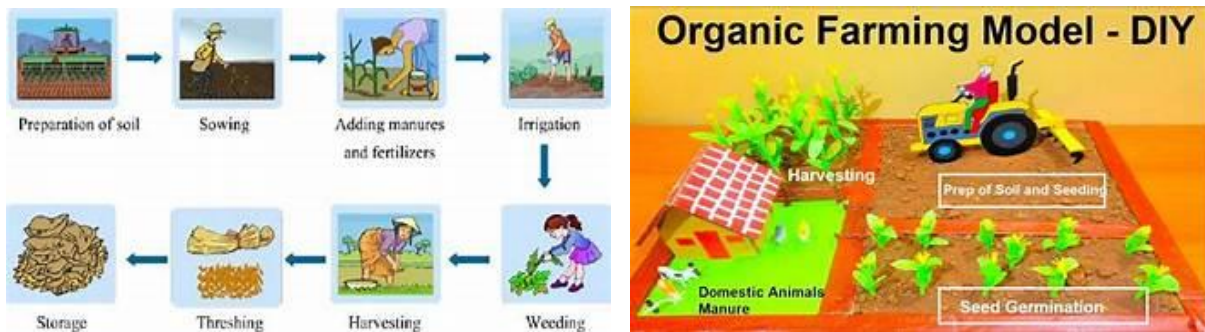 Preparation of soil
Sowing
Adding manures
and fertilizers
Irrigation
Storage
Threshing
Harvesting
Weeding
Organic Farming Model - DIY
Harvesting
Prep of Soil and Seeding
Domestic Animals
Manure
Seed Germination